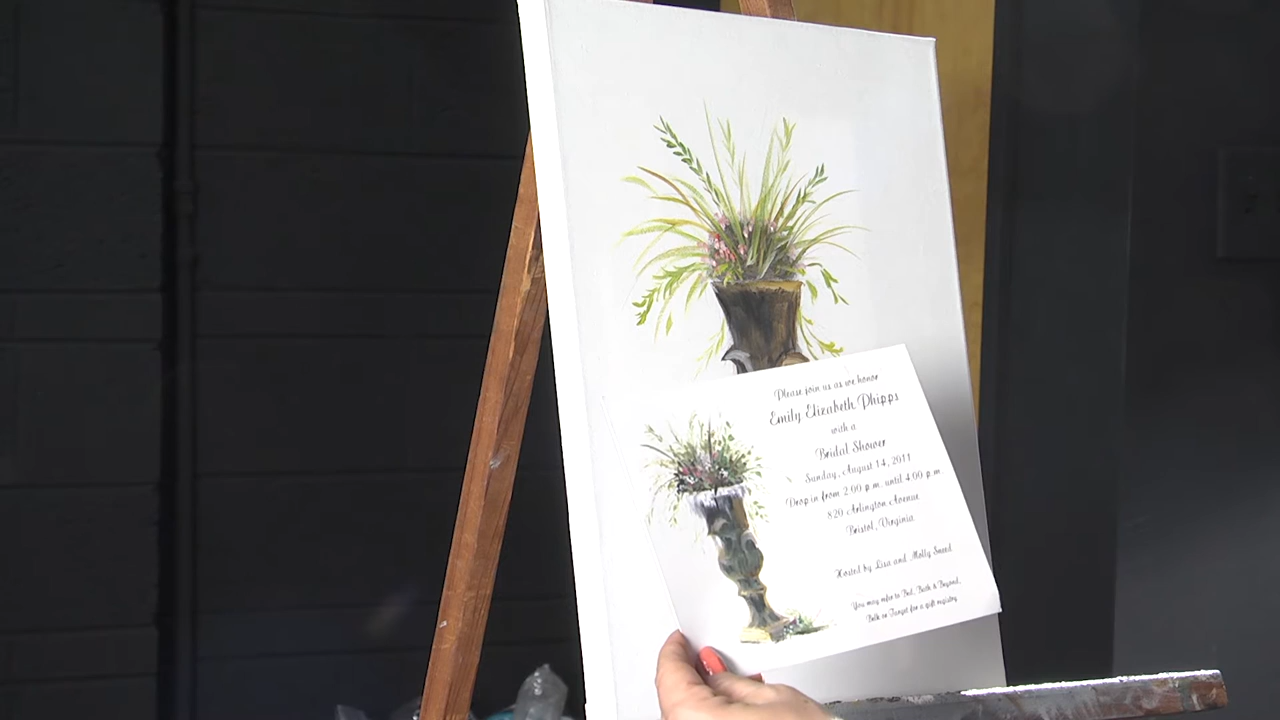 Please join us as we honor
Emily Elizabeth Phipps
with a
Bridal Shower
Sunday, August 14, 2011
Drop in from 2:00 p.m. until 4:00 p.m.
820 Arlington Avenue
Bristol, Virginia
Hosted by Lisa and Molly Sneed
You may refer to Bed, Bath & Beyond,
Belk or Target for a gift registry